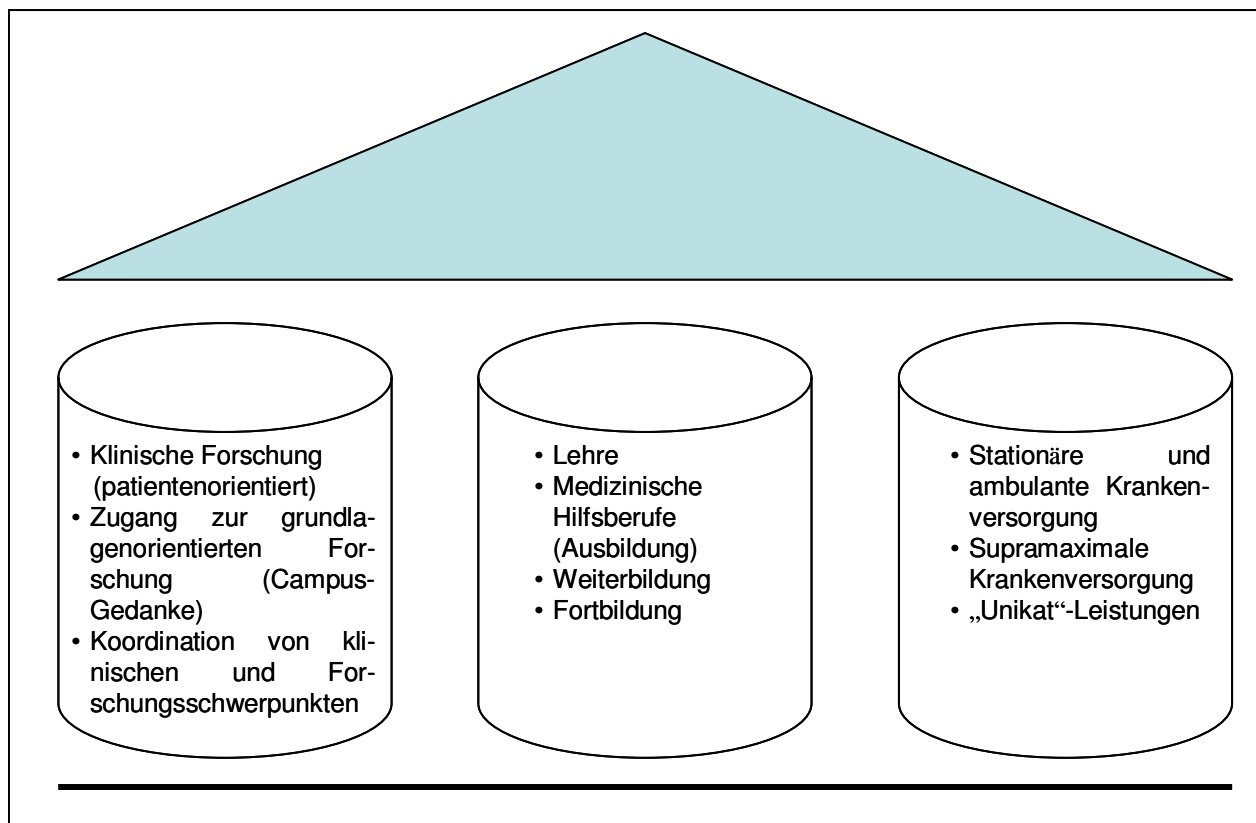 • Klinische Forschung
(patientenorientiert)
• Zugang zur grundla-
genorientierten For-
schung (Campus-
Gedanke)
• Koordination von kli-
nischen und For-
schungsschwerpunkten
• Lehre
• Medizinische
Hilfsberufe
(Ausbildung)
• Weiterbildung
• Fortbildung
• Stationäre und
ambulante Kranken-
versorgung
• Supramaximale
Krankenversorgung
• „Unikat“-Leistungen